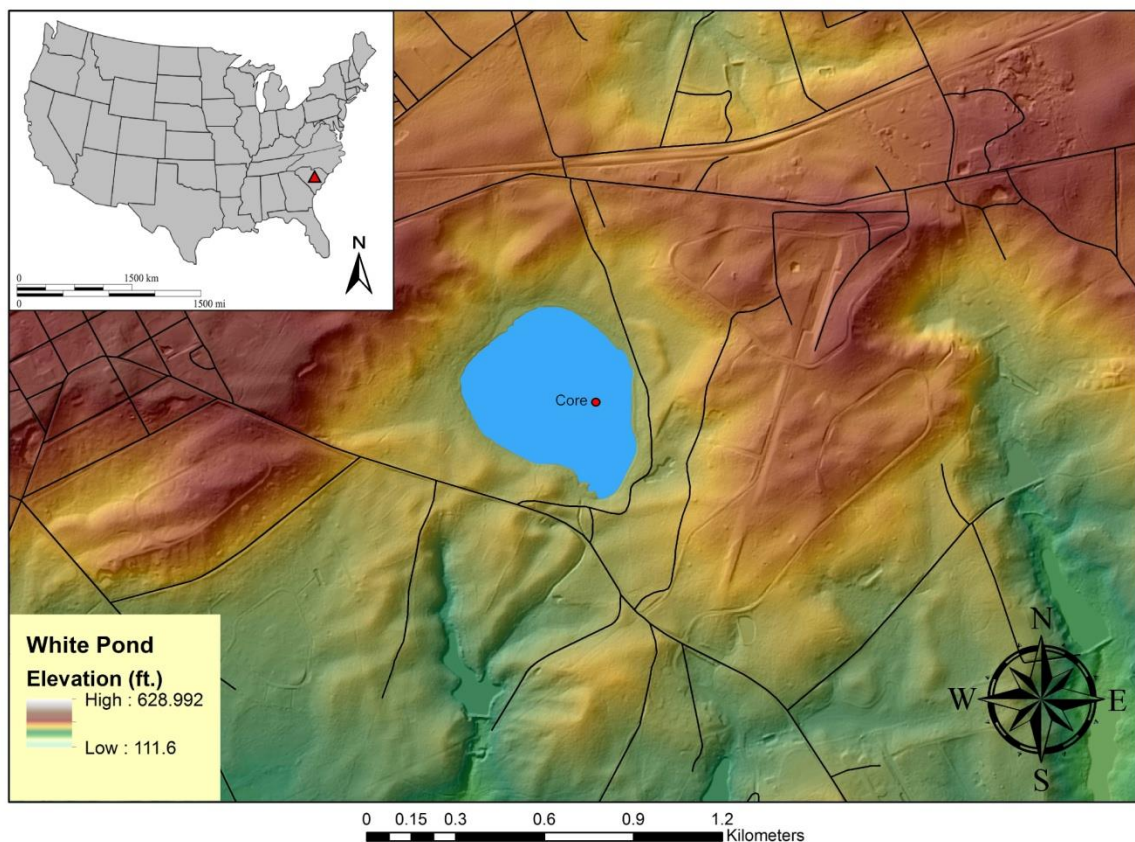 N
0 1500 km
0 1500 mi
Core
White Pond
Elevation (ft.)
High : 628.992
Low : 111.6
N
W E
S
0 0.15 0.3 0.6 0.9 1.2
Kilometers